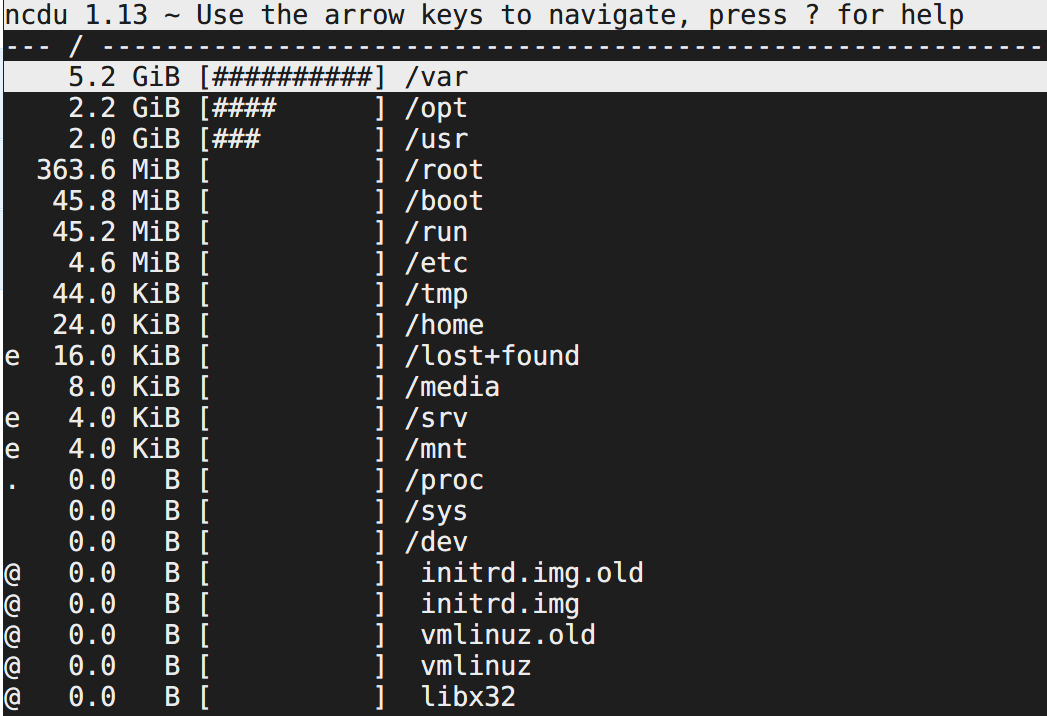 ncdu 1.13 ~ Use the arrow keys to navigate, press ? for help
--- / -----------------------------------------------------------
    5.2 GiB [##########] /var
    2.2 GiB [####      ] /opt
    2.0 GiB [###       ] /usr
  363.6 MiB [          ] /root
   45.8 MiB [          ] /boot
   45.2 MiB [          ] /run
    4.6 MiB [          ] /etc
   44.0 KiB [          ] /tmp
   24.0 KiB [          ] /home
e  16.0 KiB [          ] /lost+found
    8.0 KiB [          ] /media
e   4.0 KiB [          ] /srv
e   4.0 KiB [          ] /mnt
.   0.0   B [          ] /proc
    0.0   B [          ] /sys
    0.0   B [          ] /dev
@   0.0   B [          ]  initrd.img.old
@   0.0   B [          ]  initrd.img
@   0.0   B [          ]  vmlinuz.old
@   0.0   B [          ]  vmlinuz
@   0.0   B [          ]  libx32